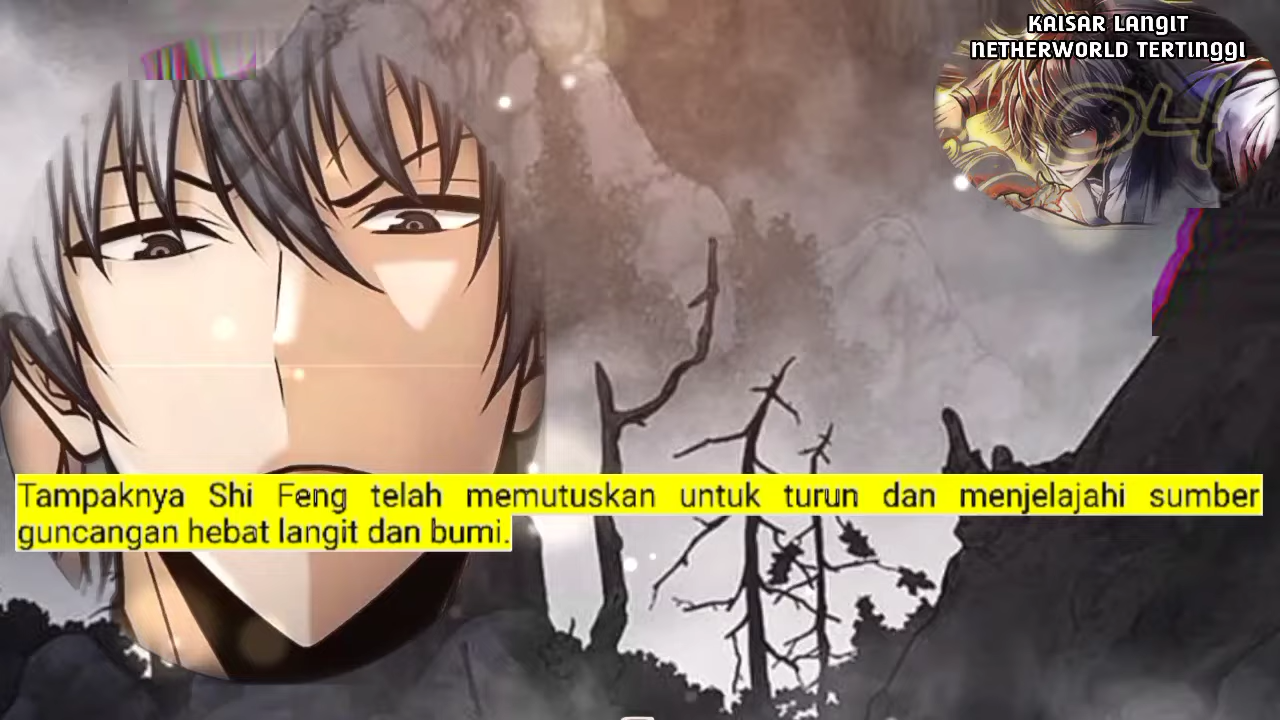 KAISAR LANGIT
NETHERWORLD TERTINGGI
04
Tampaknya Shi Feng telah memutuskan untuk turun dan menjelajahi sumber
guncangan hebat langit dan bumi.